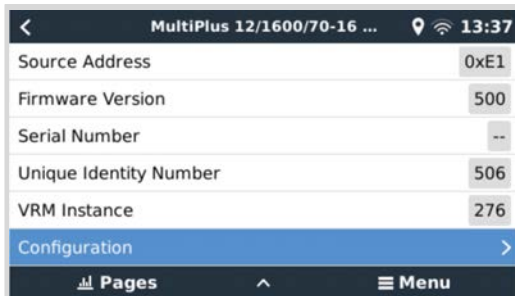 MultiPlus 12/1600/70-16 ... 13:37
Source Address 0xE1
Firmware Version 500
Serial Number --
Unique Identity Number 506
VRM Instance 276
Configuration
Pages Menu